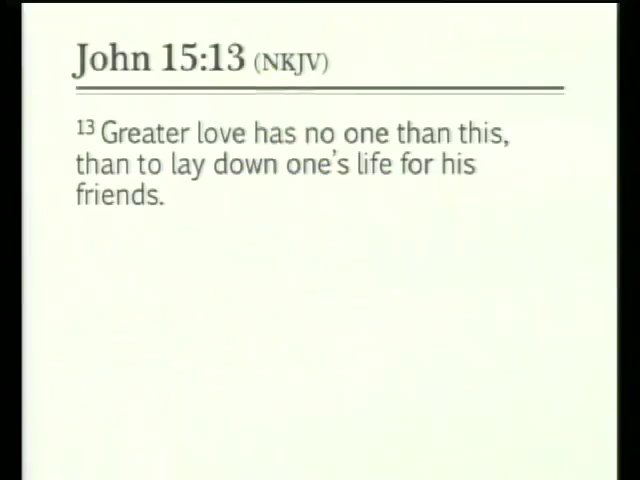 John 15:13 (NKJV)
13 Greater love has no one than this,
than to lay down one's life for his
friends.